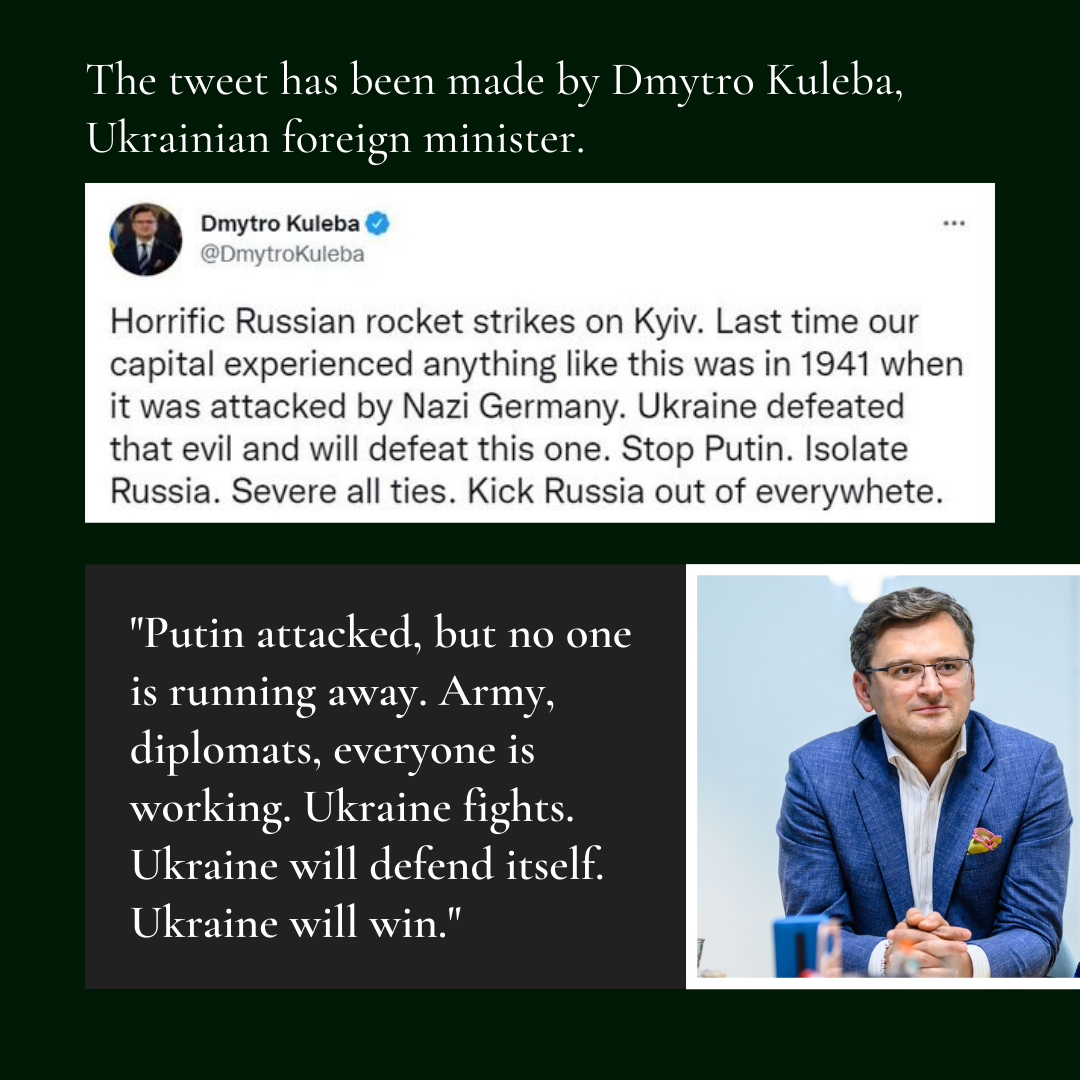 The tweet has been made by Dmytro Kuleba,
Ukrainian foreign minister.
Dmytro Kuleba
@DmytroKuleba
Horrific Russian rocket strikes on Kyiv. Last time our
capital experienced anything like this was in 1941 when
it was attacked by Nazi Germany. Ukraine defeated
that evil and will defeat this one. Stop Putin. Isolate
Russia. Severe all ties. Kick Russia out of everywhete.
"Putin attacked, but no one
is running away. Army,
diplomats, everyone is
working. Ukraine fights.
Ukraine will defend itself.
Ukraine will win."